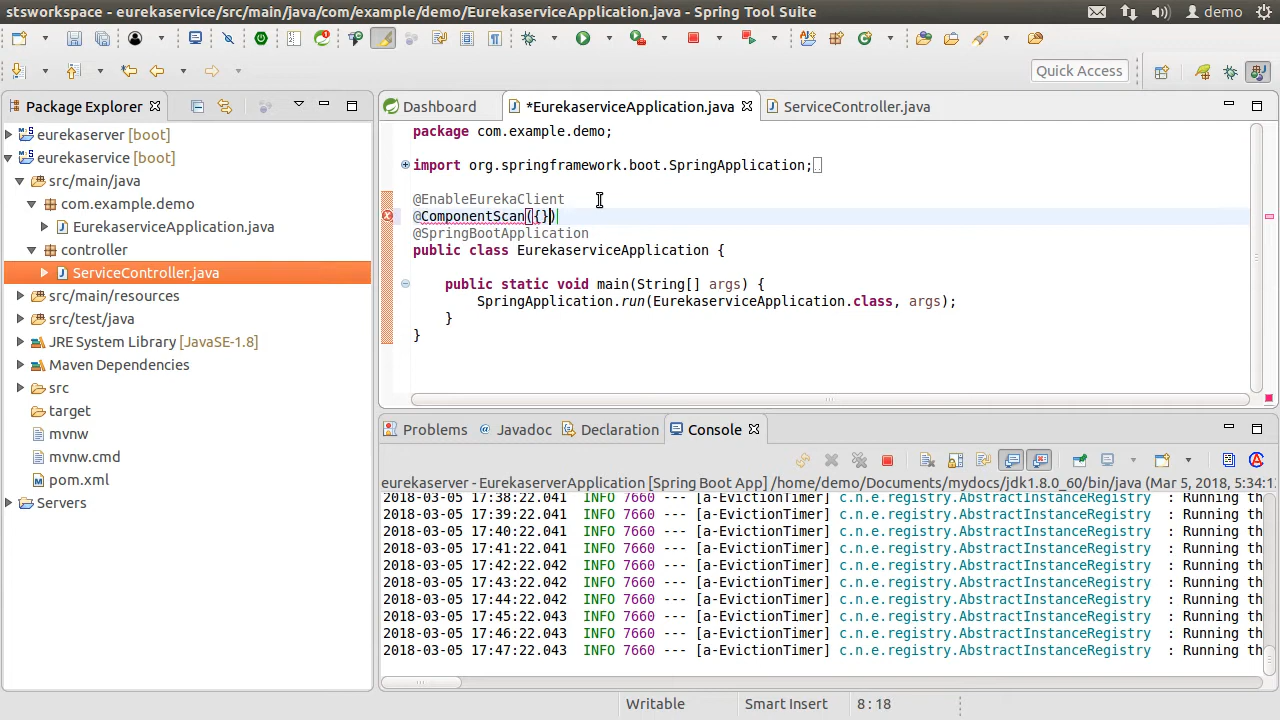 stsworkspace - eurekaservice/src/main/java/com/example/demo/EurekaserviceApplication.java - Spring Tool Suite
demo
Quick Access
Package Explorer
eurekaserver [boot]
eurekaservice [boot]
src/main/java
com.example.demo
EurekaserviceApplication.java
controller
ServiceController.java
src/main/resources
src/test/java
JRE System Library [JavaSE-1.8]
Maven Dependencies
src
target
mvnw
mvnw.cmd
pom.xml
Servers
Dashboard
*EurekaserviceApplication.java
ServiceController.java
package com.example.demo;
import org.springframework.boot.SpringApplication;
@EnableEurekaClient
@ComponentScan({})
@SpringBootApplication
public class EurekaserviceApplication {
public static void main(String[] args) {
SpringApplication.run(EurekaserviceApplication.class, args);
}
}
Problems
Javadoc
Declaration
Console
eurekaserver - EurekaserverApplication [Spring Boot App] /home/demo/Documents/mydocs/jdk1.8.0_60/bin/java (Mar 5, 2018, 5:34:1
2018-03-05 17:38:22.041 INFO 7660 --- [a-EvictionTimer] c.n.e.registry.AbstractInstanceRegistry : Running th
2018-03-05 17:39:22.041 INFO 7660 --- [a-EvictionTimer] c.n.e.registry.AbstractInstanceRegistry : Running th
2018-03-05 17:40:22.041 INFO 7660 --- [a-EvictionTimer] c.n.e.registry.AbstractInstanceRegistry : Running th
2018-03-05 17:41:22.041 INFO 7660 --- [a-EvictionTimer] c.n.e.registry.AbstractInstanceRegistry : Running th
2018-03-05 17:42:22.042 INFO 7660 --- [a-EvictionTimer] c.n.e.registry.AbstractInstanceRegistry : Running th
2018-03-05 17:43:22.042 INFO 7660 --- [a-EvictionTimer] c.n.e.registry.AbstractInstanceRegistry : Running th
2018-03-05 17:44:22.042 INFO 7660 --- [a-EvictionTimer] c.n.e.registry.AbstractInstanceRegistry : Running th
2018-03-05 17:45:22.043 INFO 7660 --- [a-EvictionTimer] c.n.e.registry.AbstractInstanceRegistry : Running th
2018-03-05 17:46:22.043 INFO 7660 --- [a-EvictionTimer] c.n.e.registry.AbstractInstanceRegistry : Running th
2018-03-05 17:47:22.043 INFO 7660 --- [a-EvictionTimer] c.n.e.registry.AbstractInstanceRegistry : Running th
Writable
Smart Insert
8 : 18